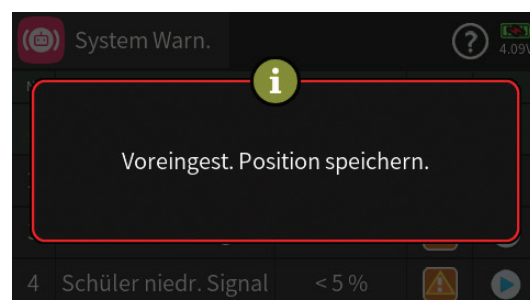 System Warn.
?
4.09V
i
Voreingest. Position speichern.
4 Schüler niedr. Signal < 5 %